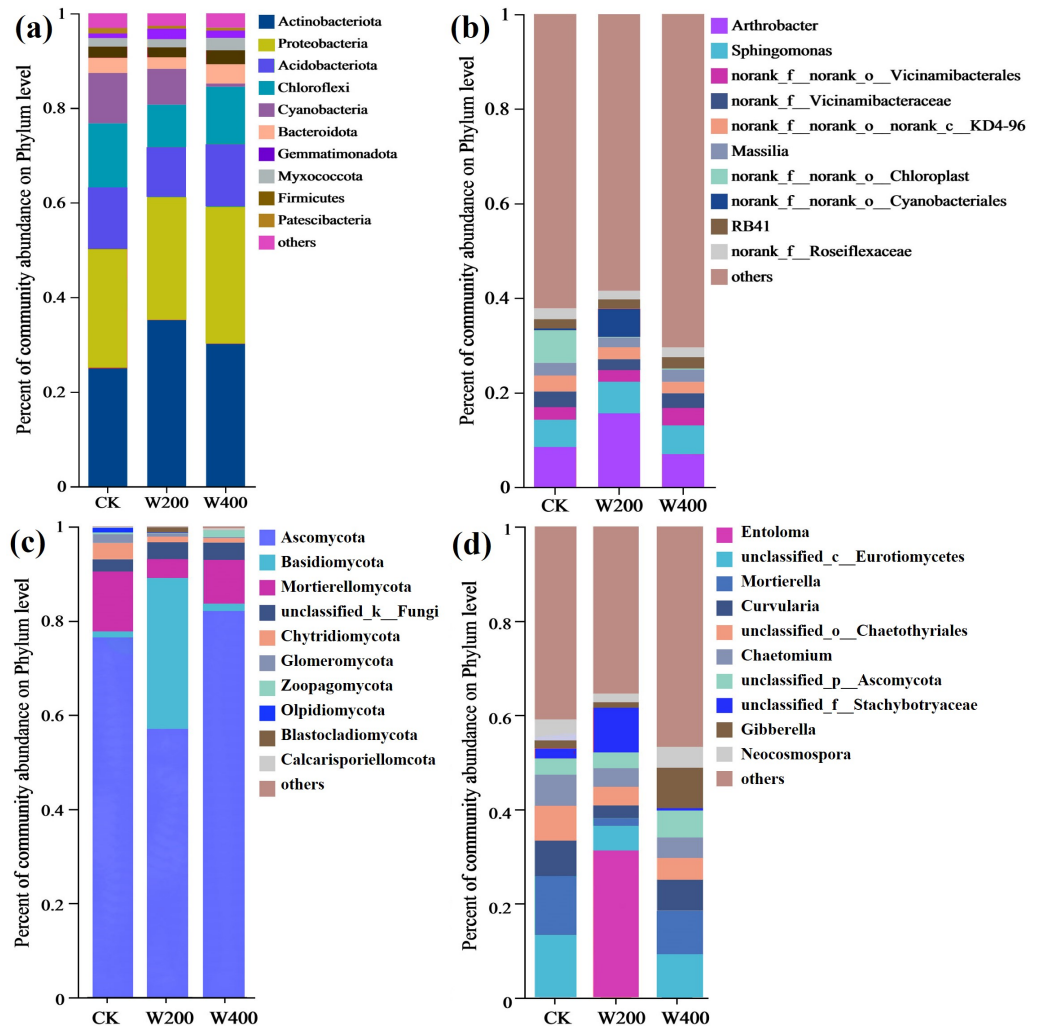 (a)
Percent of community abundance on Phylum level
1
0.8
0.6
0.4
0.2
0
CK W200 W400
Actinobacteriota
Proteobacteria
Acidobacteriota
Chloroflexi
Cyanobacteria
Bacteroidota
Gemmatimonadota
Myxococcota
Firmicutes
Patescibacteria
others
(b)
Percent of community abundance on Phylum level
1
0.8
0.6
0.4
0.2
0
CK W200 W400
Arthrobacter
Sphingomonas
norank_f__norank_o__Vicinamibacterales
norank_f__Vicinamibacteraceae
norank_f__norank_o__norank_c__KD4-96
Massilia
norank_f__norank_o__Chloroplast
norank_f__norank_o__Cyanobacteriales
RB41
norank_f__Roseiflexaceae
others
(c)
Percent of community abundance on Phylum level
1
0.8
0.6
0.4
0.2
0
CK W200 W400
Ascomycota
Basidiomycota
Mortierellomycota
unclassified_k__Fungi
Chytridiomycota
Glomeromycota
Zoopagomycota
Olpidiomycota
Blastocladiomycota
Calcarisporiellomcota
others
(d)
Percent of community abundance on Phylum level
1
0.8
0.6
0.4
0.2
0
CK W200 W400
Entoloma
unclassified_c__Eurotiomycetes
Mortierella
Curvularia
unclassified_o__Chaetothyriales
Chaetomium
unclassified_p__Ascomycota
unclassified_f__Stachybotryaceae
Gibberella
Neocosmospora
others